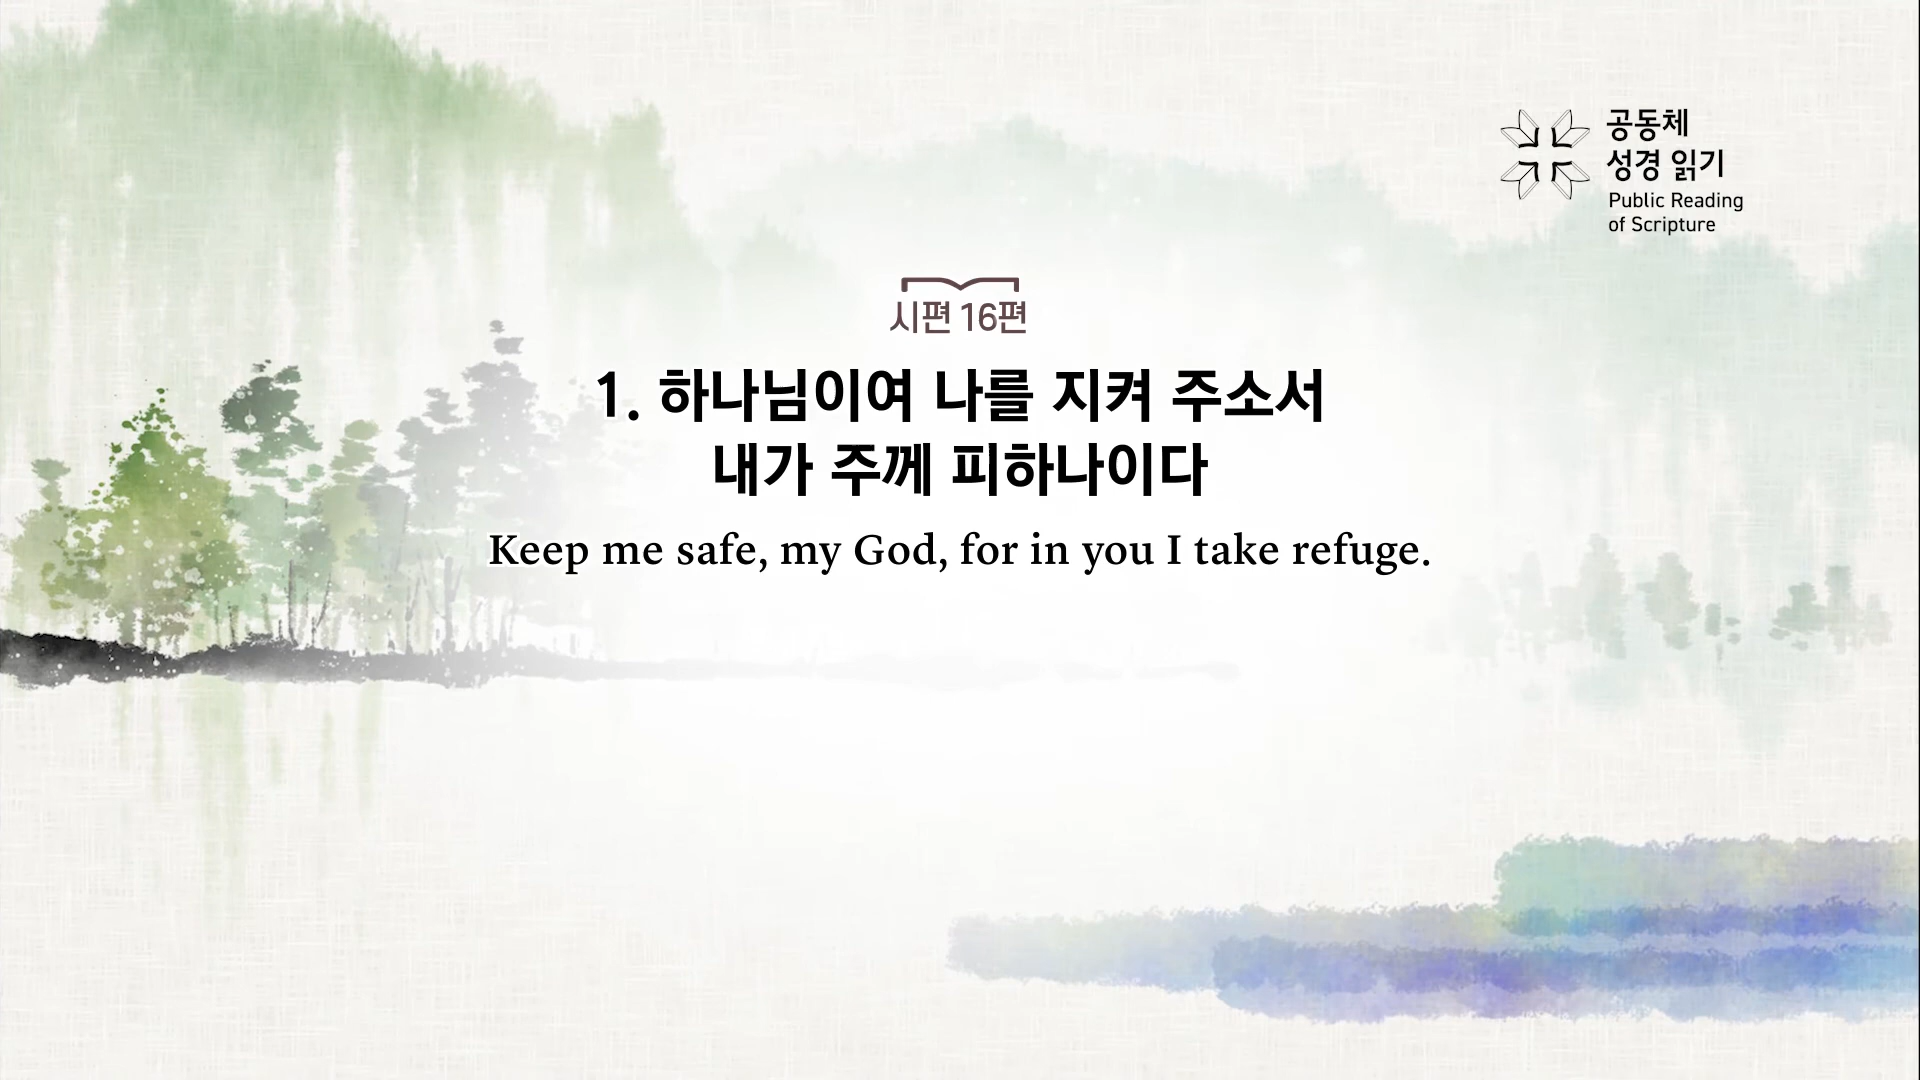 공동체
성경 읽기
Public Reading
of Scripture
시편 16편
1. 하나님이여 나를 지켜 주소서
내가 주께 피하나이다
Keep me safe, my God, for in you I take refuge.